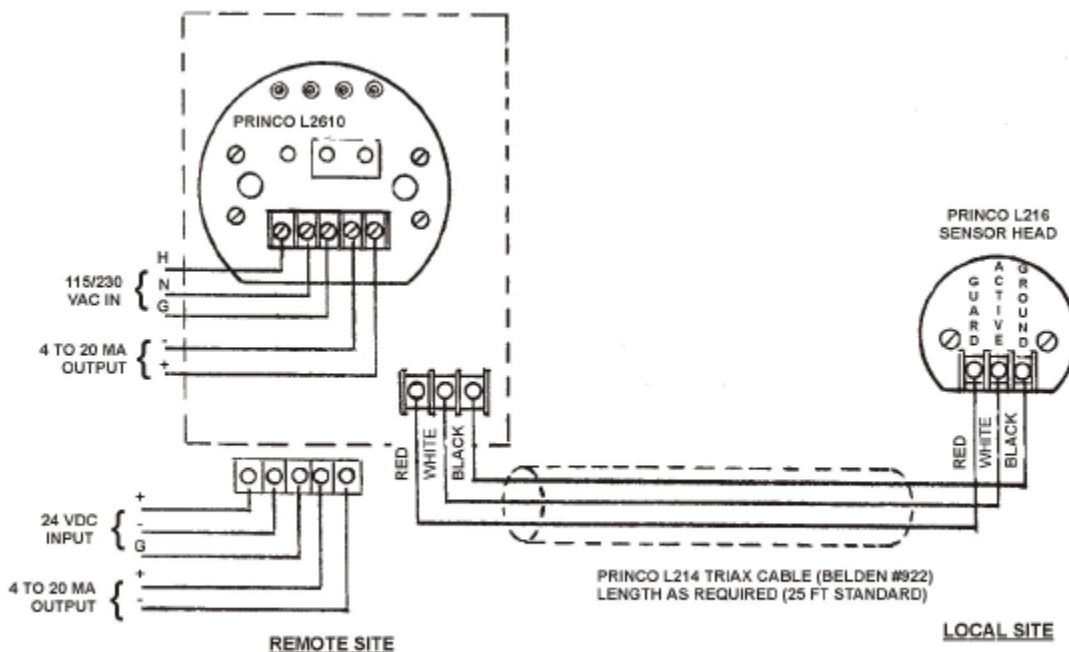 PRINCO L2610
H
115/230
VAC IN
N
G
4 TO 20 MA
OUTPUT
-
+
RED
WHITE
BLACK
+
24 VDC
INPUT
-
G
4 TO 20 MA
OUTPUT
+
-
REMOTE SITE
PRINCO L216
SENSOR HEAD
GUARD
ACTIVE
GROUND
RED
WHITE
BLACK
PRINCO L214 TRIAX CABLE (BELDEN #922)
LENGTH AS REQUIRED (25 FT STANDARD)
LOCAL SITE